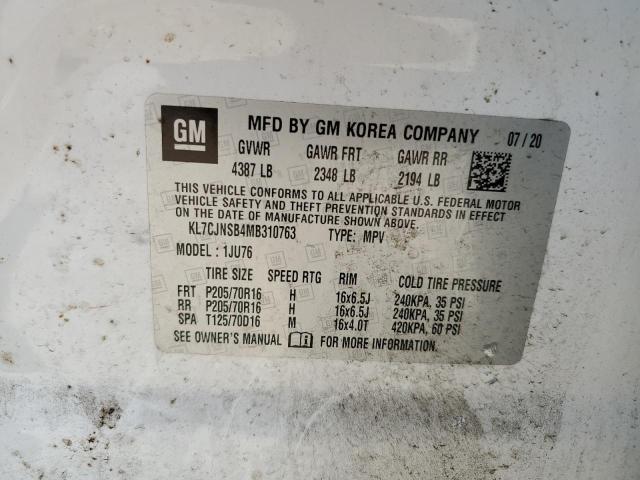 GM MFD BY GM KOREA COMPANY 07/20
GVWR GAWR FRT GAWR RR
4387 LB 2348 LB 2194 LB
THIS VEHICLE CONFORMS TO ALL APPLICABLE U.S. FEDERAL MOTOR
VEHICLE SAFETY AND THEFT PREVENTION STANDARDS IN EFFECT
ON THE DATE OF MANUFACTURE SHOWN ABOVE.
KL7CJNSB4MB310763 TYPE: MPV
MODEL: 1JU76
TIRE SIZE SPEED RTG RIM COLD TIRE PRESSURE
FRT P205/70R16 H 16x6.5J 240KPA, 35 PSI
RR P205/70R16 H 16x6.5J 240KPA, 35 PSI
SPA T125/70D16 M 16x4.0T 420KPA, 60 PSI
SEE OWNER'S MANUAL FOR MORE INFORMATION.